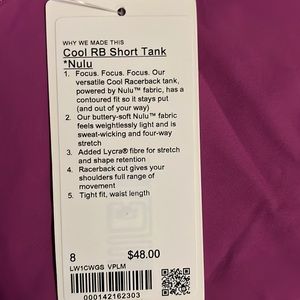 WHY WE MADE THIS
Cool RB Short Tank
*Nulu
1. Focus. Focus. Focus. Our
versatile Cool Racerback tank,
powered by Nulu™ fabric, has a
contoured fit so it stays put
(and out of your way)
2. Our buttery-soft Nulu™ fabric
feels weightlessly light and is
sweat-wicking and four-way
stretch
3. Added Lycra® fibre for stretch
and shape retention
4. Racerback cut gives your
shoulders full range of
movement
5. Tight fit, waist length
8 $48.00
LW1CWGS VPLM
000142162303